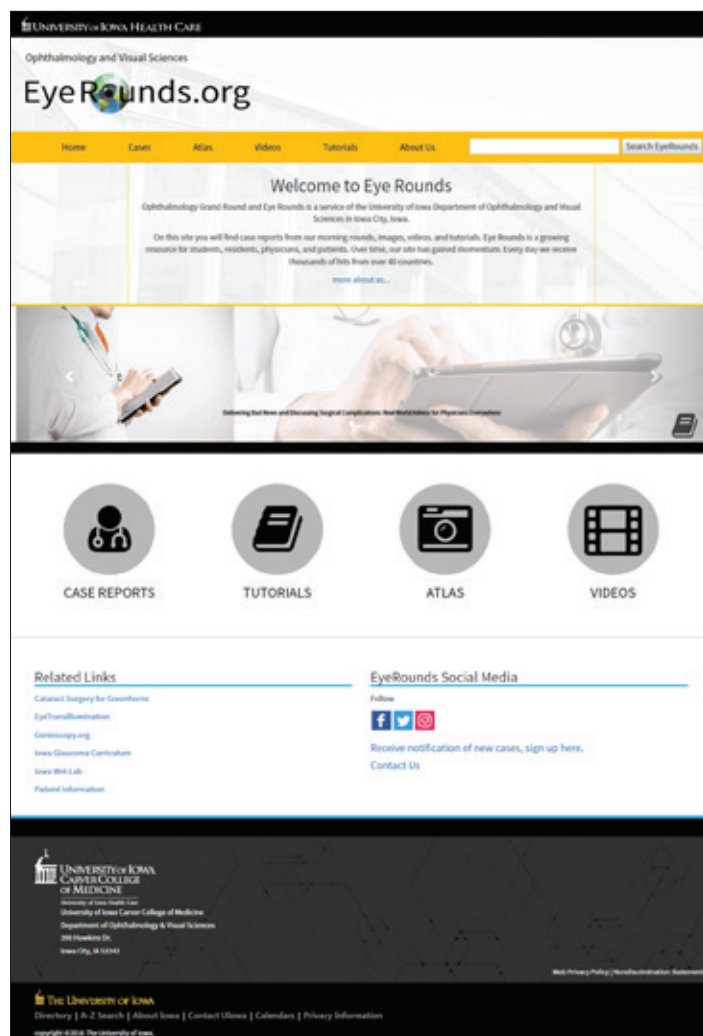 UNIVERSITY OF IOWA HEALTH CARE
Ophthalmology and Visual Sciences
EyeRounds.org
Home Cases Atlas Videos Tutorials About Us Search EyeRounds
Welcome to Eye Rounds
Ophthalmology Grand Round and Eye Rounds is a service of the University of Iowa Department of Ophthalmology and Visual
Sciences in Iowa City, Iowa.
On this site you will find case reports from our morning rounds, images, videos, and tutorials. Eye Rounds is a growing
resource for students, residents, physicians, and patients. Over time, our site has gained momentum. Every day we receive
thousands of hits from over 40 countries.
more about us...
Delivering Bad News and Discussing Surgical Complications: Real World Advice for Physicians Everywhere
CASE REPORTS TUTORIALS ATLAS VIDEOS
Related Links
Cataract Surgery for Greenhorns
EyeTransillumination
Gonioscopy.org
Iowa Glaucoma Curriculum
Iowa Wet Lab
Patient Information
EyeRounds Social Media
Follow
Receive notification of new cases, sign up here.
Contact Us
UNIVERSITY OF IOWA
CARVER COLLEGE
OF MEDICINE
University of Iowa Health Care
University of Iowa Carver College of Medicine
Department of Ophthalmology & Visual Sciences
200 Hawkins Dr.
Iowa City, IA 52242
Web Privacy Policy | Nondiscrimination Statement
THE UNIVERSITY OF IOWA
Directory | A-Z Search | About Iowa | Contact UIowa | Calendars | Privacy Information
copyright ©2016 The University of Iowa.